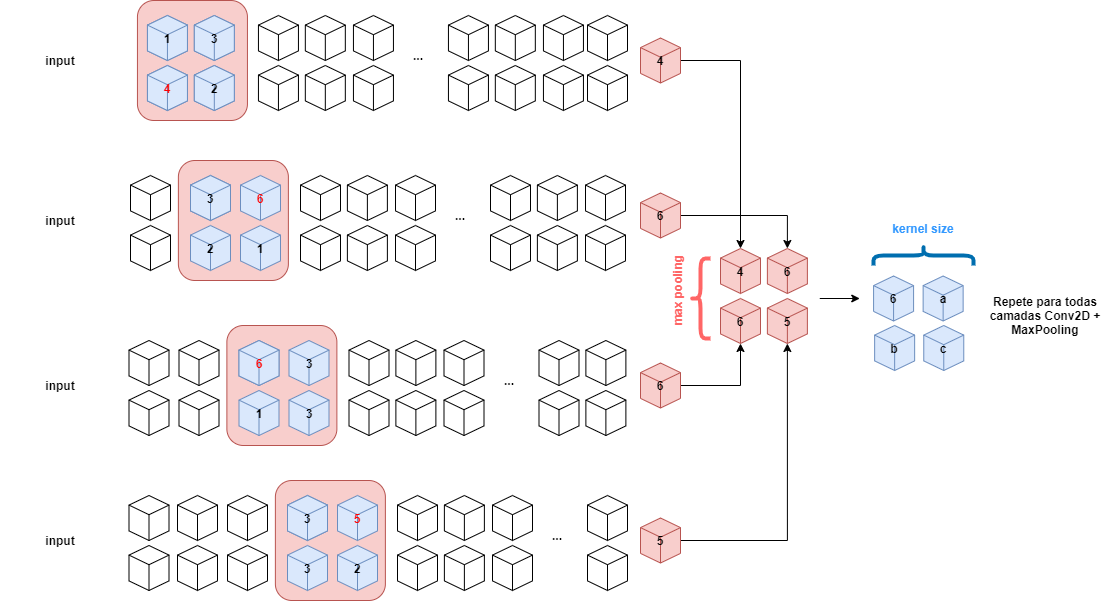 1 3
input ... 4
4 2
3 6
input ... 6
2 1
kernel size
max pooling
4 6
6 5
6 a
b c
Repete para todas
camadas Conv2D +
MaxPooling
6 3
input ... 6
1 3
3 5
input ... 5
3 2